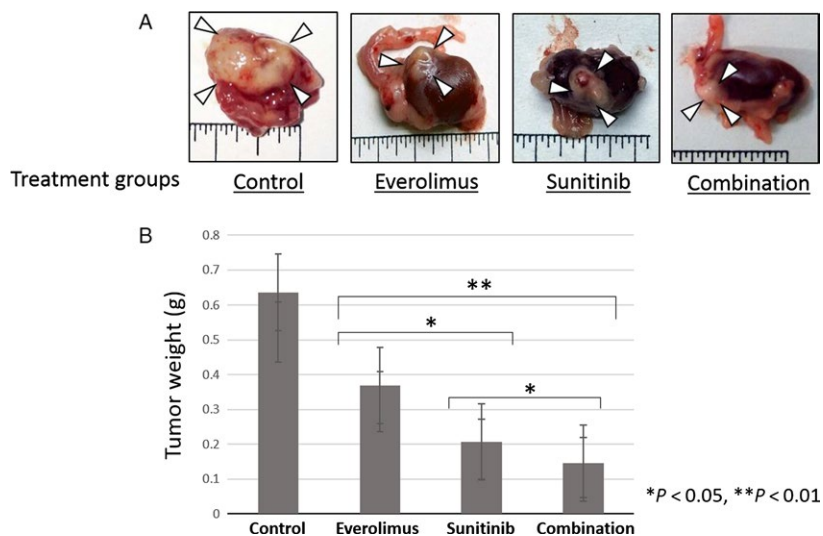 A
Treatment groups
Control
Everolimus
Sunitinib
Combination
B
Tumor weight (g)
0.8
0.7
0.6
0.5
0.4
0.3
0.2
0.1
0
**
*
*
*P < 0.05, **P < 0.01
Control
Everolimus
Sunitinib
Combination